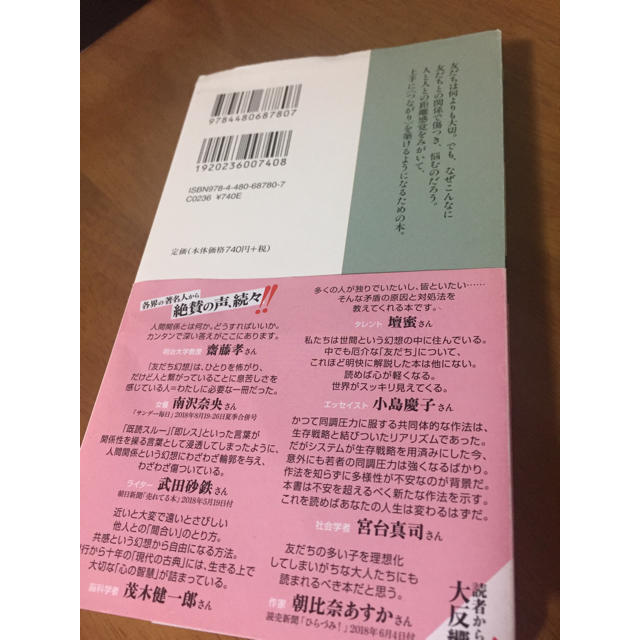 友だちは何よりも大切。でも、なぜこんなに
友だちとの関係で傷つき、悩むのだろう。
人と人との距離感覚をみがいて、
上手に〈つながり〉を築けるようになるための本。
9784480687807
1920236007408
ISBN978-4-480-68780-7
C0236 ¥740E
定価(本体価格740円+税)
各界の著名人から
絶賛の声、続々!!
人間関係とは何か。どうすればいいか。
カンタンで深い答えがここにあります。
明治大学教授 齋藤孝さん
「友だち幻想」は、ひとりを怖がり、
だけど人と繋がっていることに息苦しさを
感じている人=わたしに必要な一冊だった。
女優 南沢奈央さん
「サンデー毎日」2018年8月19・26日夏季合併号
「既読スルー」「即レス」といった言葉が
関係性を操る言葉として浸透してしまったように、
人間関係という幻想にわざわざ輪郭を与え、
わざわざ傷ついている。
ライター 武田砂鉄さん
朝日新聞「売れてる本」2018年5月19日付
近いと大変で遠いとさびしい
他人との「間合い」のとり方。
共感という幻想から自由になる方法。
行から十年の「現代の古典」には、生きる上で
大切な「心の智慧」が詰まっている。
脳科学者 茂木健一郎さん
多くの人が独りでいたいし、皆といたい……
そんな矛盾の原因と対処法を
教えてくれる本です。
タレント 壇蜜さん
私たちは世間という幻想の中に住んでいる。
中でも厄介な「友だち」について、
これほど明快に解説した本は他にない。
読めば心が軽くなる。
世界がスッキリ見えてくる。
エッセイスト 小島慶子さん
かつて同調圧力に服する共同体的な作法は、
生存戦略と結びついたリアリズムであった。
だがシステムが生存戦略を用済みにした今、
意外にも若者の同調圧力は強くなるばかり。
作法を知らずに多様性が不安なのが背景だ。
本書は不安を超えるべく新たな作法を示す。
これを読めばあなたの人生は変わるはずだ。
社会学者 宮台真司さん
友だちの多い子を理想化
してしまいがちな大人たちにも
読まれるべき本だと思う。
作家 朝比奈あすかさん
読売新聞「ひらづみ!」2018年6月4日付
読者か
大反響